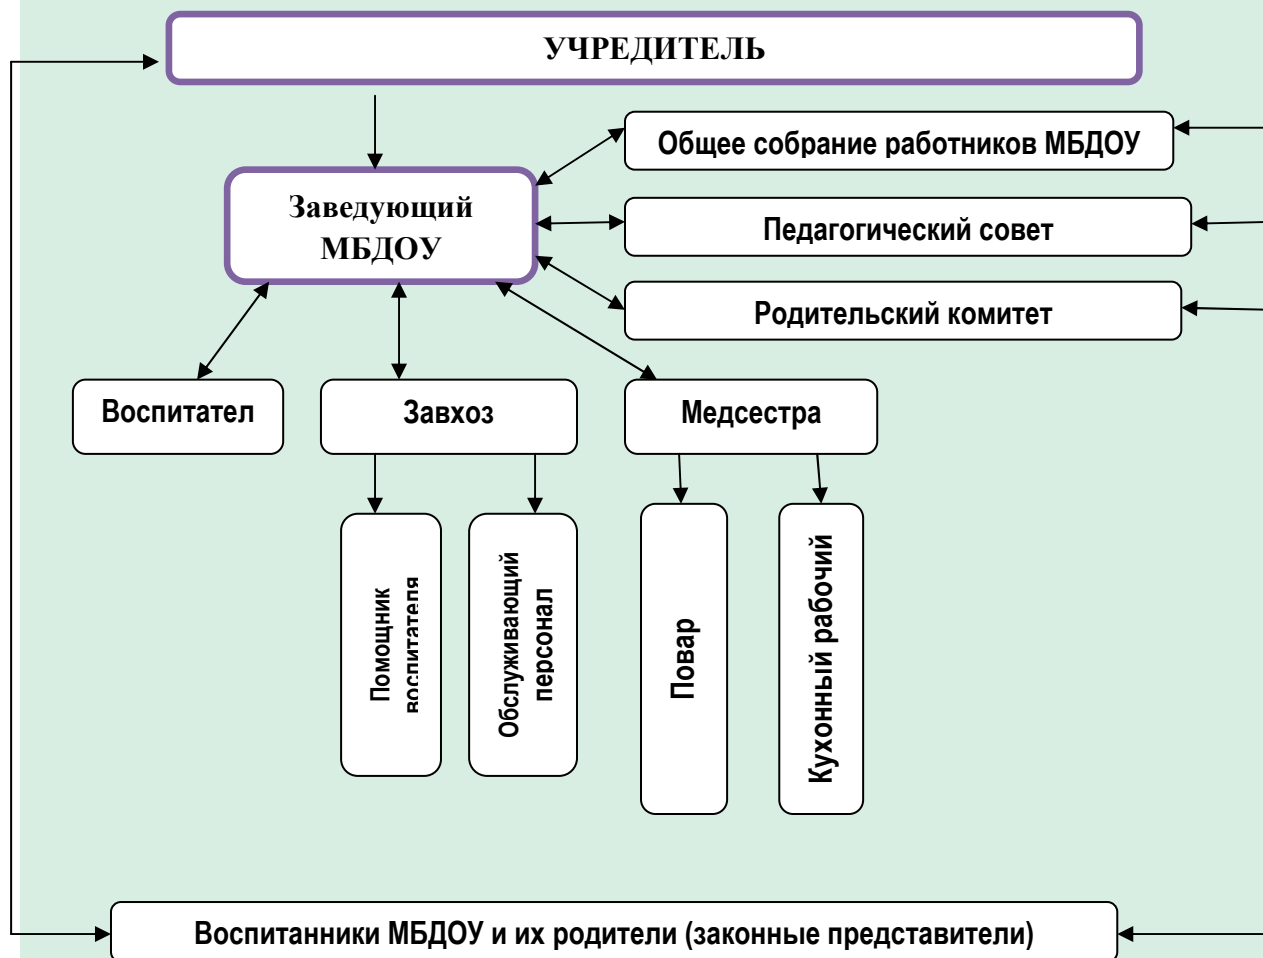 УЧРЕДИТЕЛЬ
Общее собрание работников МБДОУ
Заведующий
МБДОУ
Педагогический совет
Родительский комитет
Воспитател
Завхоз
Медсестра
Помощник
воспитателя
Обслуживающий
персонал
Повар
Кухонный рабочий
Воспитанники МБДОУ и их родители (законные представители)